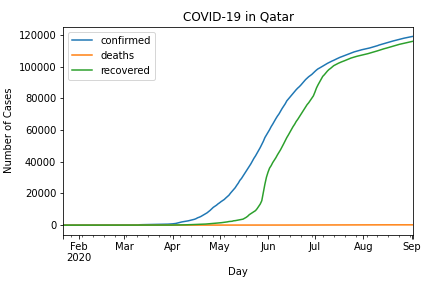 COVID-19 in Qatar
confirmed
deaths
recovered
120000
100000
80000
60000
40000
20000
0
Number of Cases
Feb Mar Apr May Jun Jul Aug Sep
2020
Day